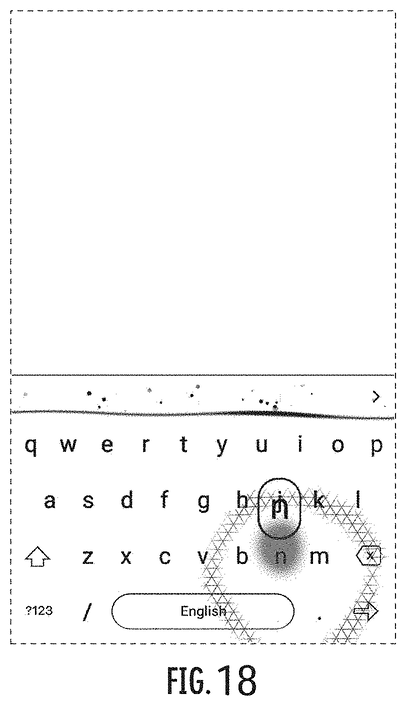 >
q w e r t y u i o p
n
a s d f g h j k l
z x c v b n m
?123 / English .
FIG. 18